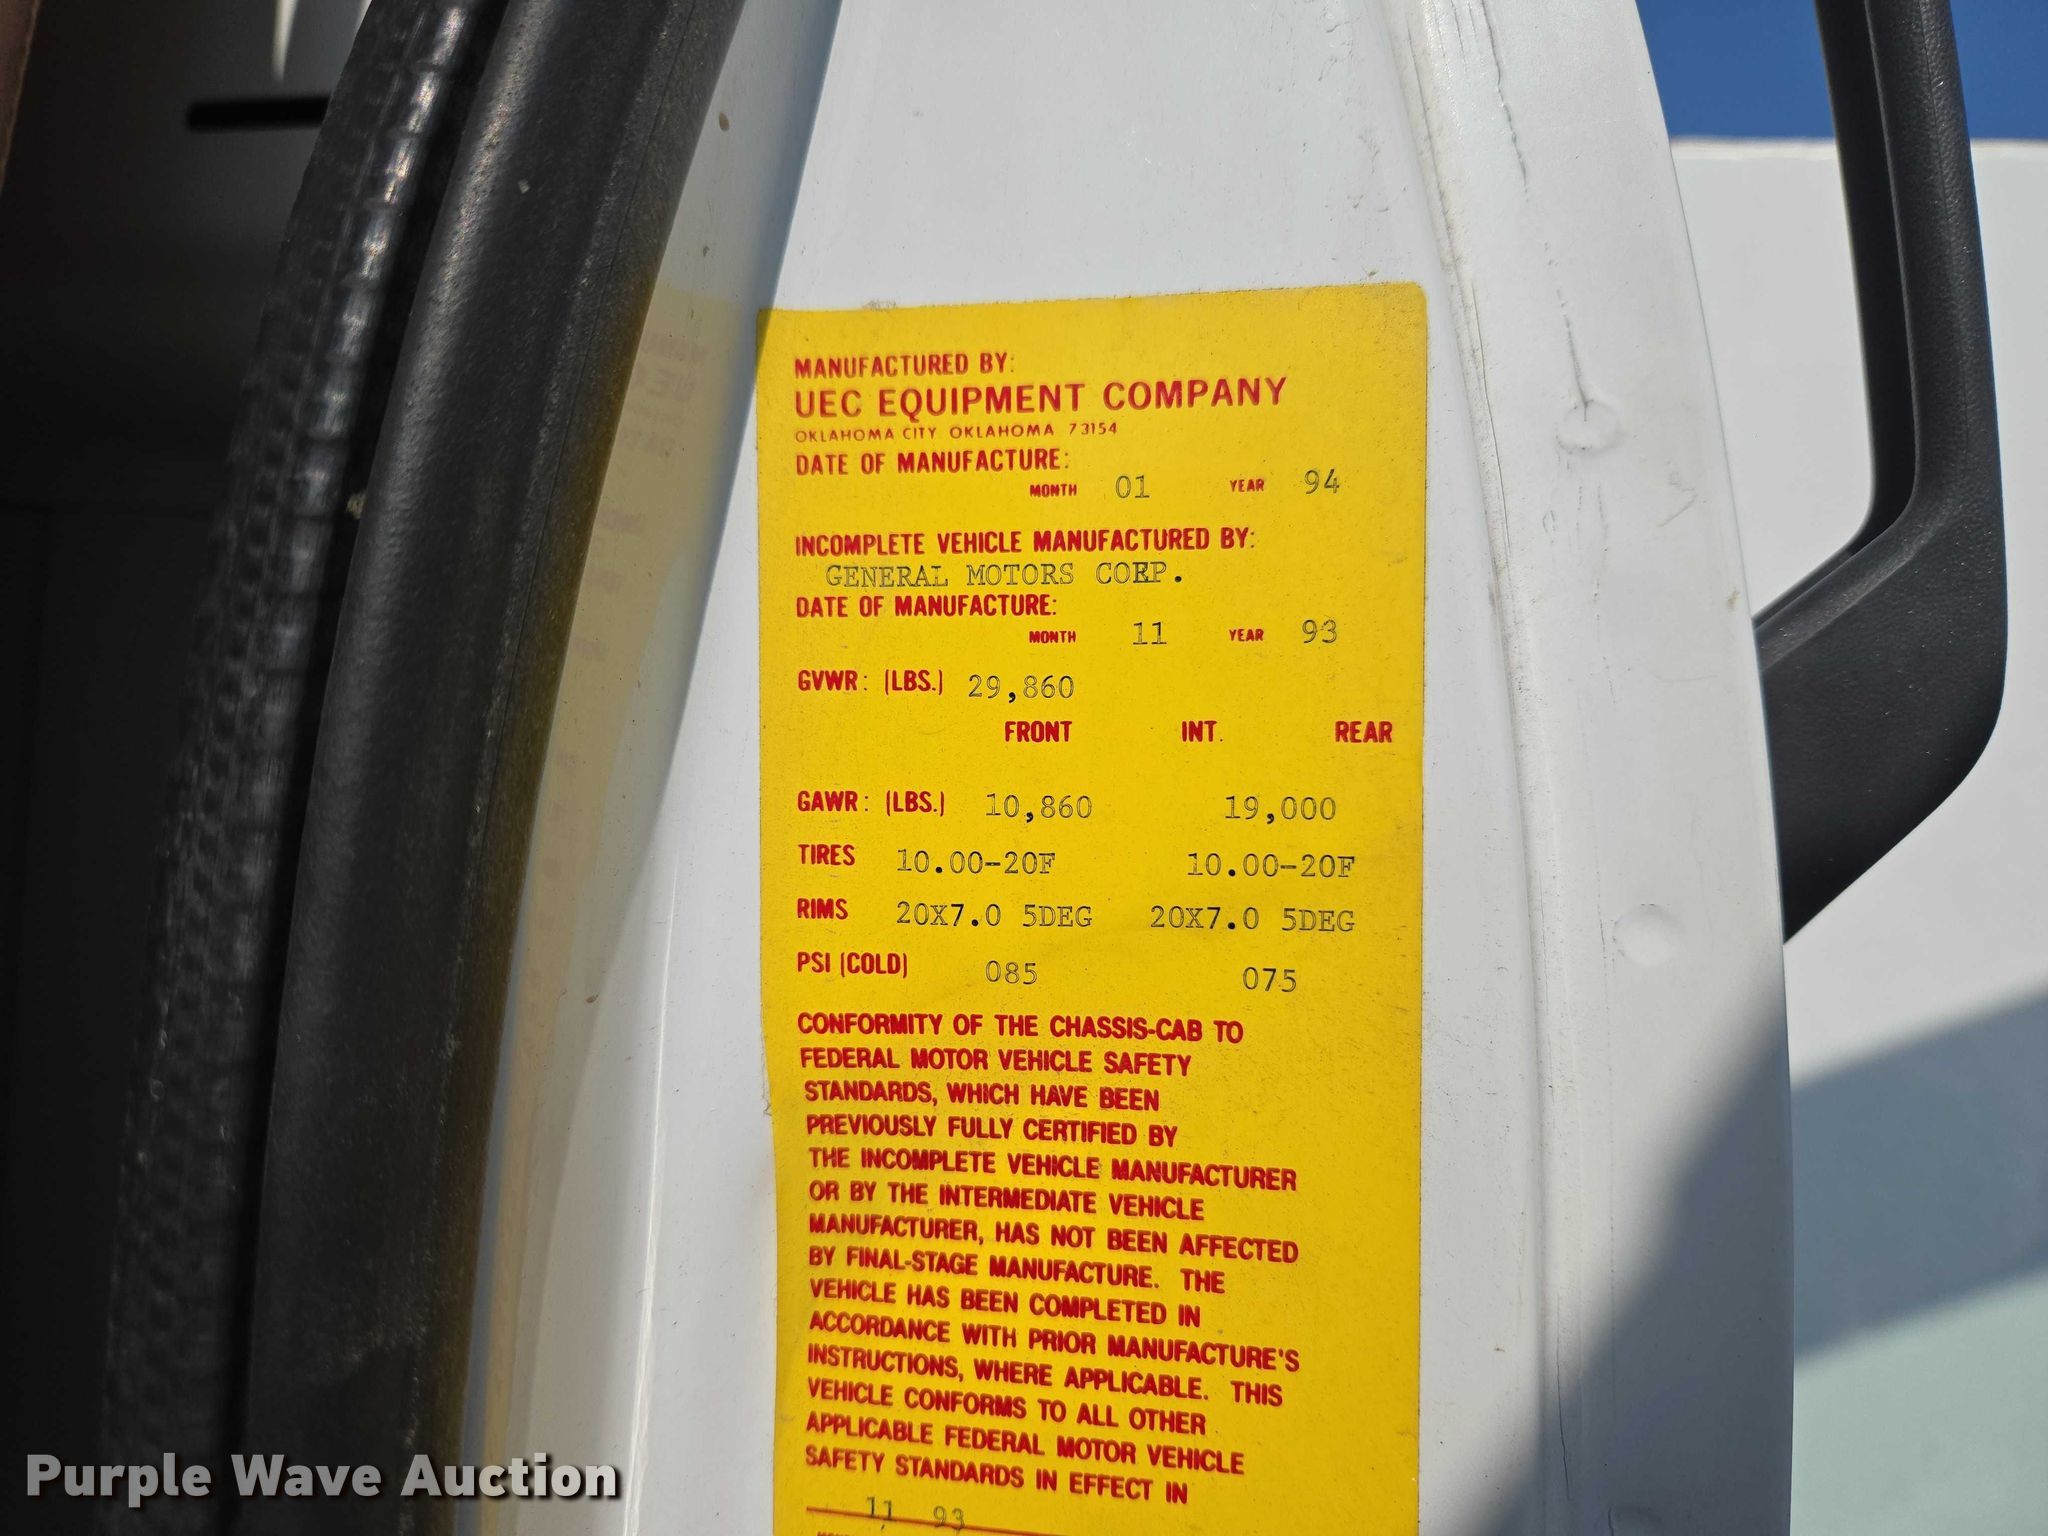 MANUFACTURED BY:
UEC EQUIPMENT COMPANY
OKLAHOMA CITY OKLAHOMA 73154
DATE OF MANUFACTURE:
MONTH 01 YEAR 94
INCOMPLETE VEHICLE MANUFACTURED BY:
GENERAL MOTORS CORP.
DATE OF MANUFACTURE:
MONTH 11 YEAR 93
GVWR: (LBS.) 29,860
FRONT INT. REAR
GAWR: (LBS.) 10,860 19,000
TIRES 10.00-20F 10.00-20F
RIMS 20X7.0 5DEG 20X7.0 5DEG
PSI (COLD) 085 075
CONFORMITY OF THE CHASSIS-CAB TO
FEDERAL MOTOR VEHICLE SAFETY
STANDARDS, WHICH HAVE BEEN
PREVIOUSLY FULLY CERTIFIED BY
THE INCOMPLETE VEHICLE MANUFACTURER
OR BY THE INTERMEDIATE VEHICLE
MANUFACTURER, HAS NOT BEEN AFFECTED
BY FINAL-STAGE MANUFACTURE. THE
VEHICLE HAS BEEN COMPLETED IN
ACCORDANCE WITH PRIOR MANUFACTURE'S
INSTRUCTIONS, WHERE APPLICABLE. THIS
VEHICLE CONFORMS TO ALL OTHER
APPLICABLE FEDERAL MOTOR VEHICLE
SAFETY STANDARDS IN EFFECT IN
11 93
Purple Wave Auction